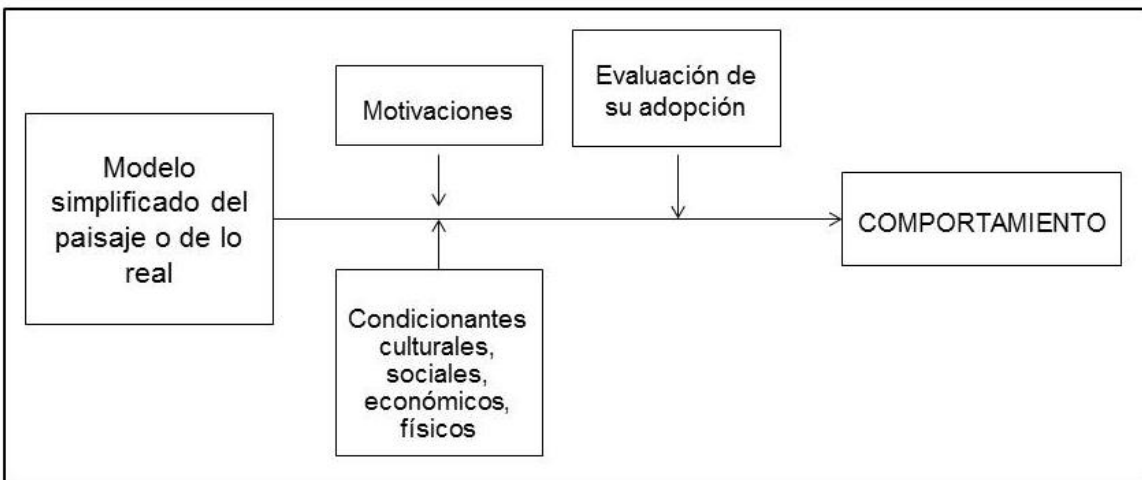 Modelo
simplificado del
paisaje o de lo
real
Motivaciones
Condicionantes
culturales,
sociales,
económicos,
físicos
Evaluación de
su adopción
COMPORTAMIENTO